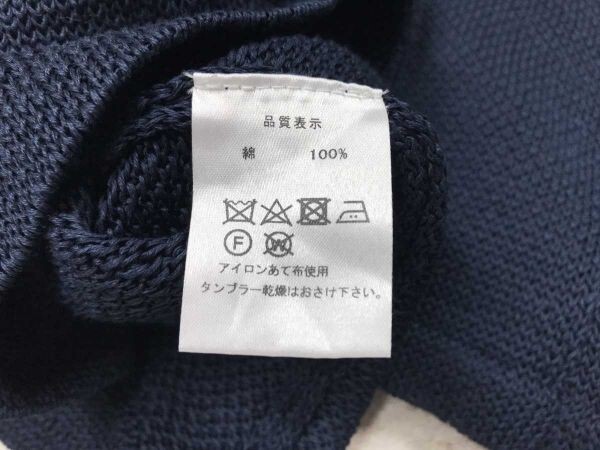 品質表示
綿 100%
F W
アイロンあて布使用
タンブラー乾燥はおさけ下さい。